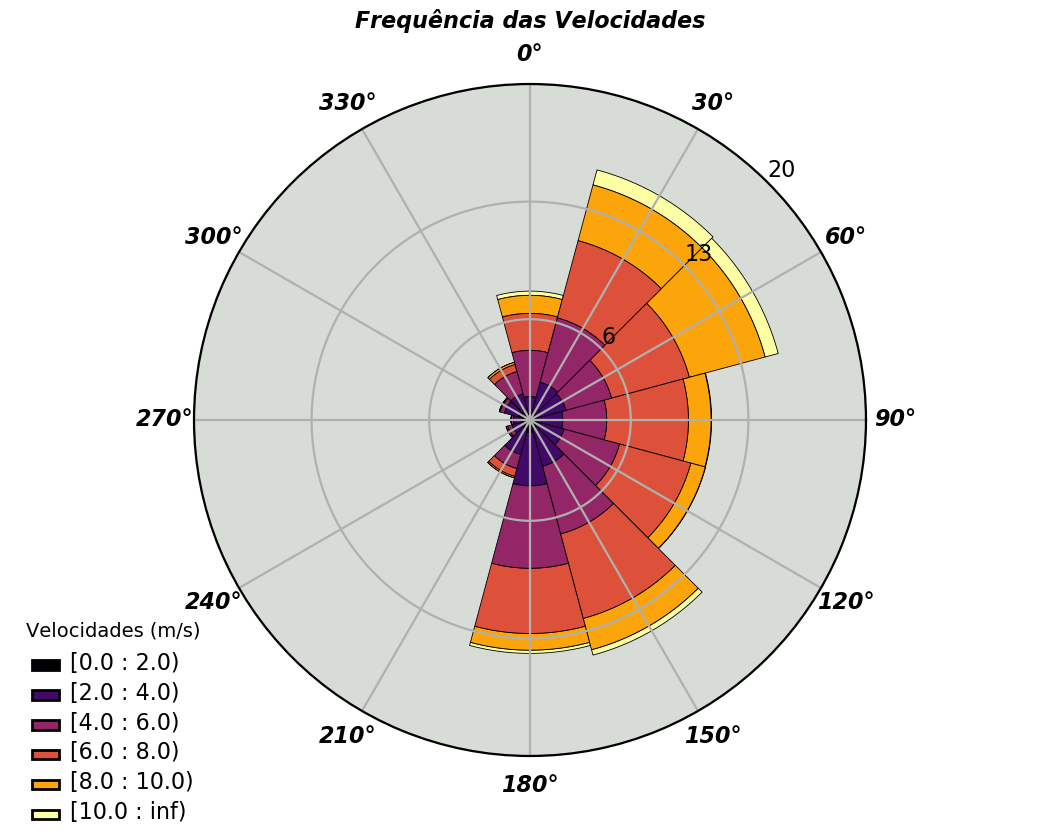 Frequência das Velocidades
0°
330°
30°
20
300°
60°
13
6
270°
90°
240°
120°
Velocidades (m/s)
[0.0 : 2.0)
[2.0 : 4.0)
[4.0 : 6.0)
210°
150°
[6.0 : 8.0)
180°
[8.0 : 10.0)
[10.0 : inf)